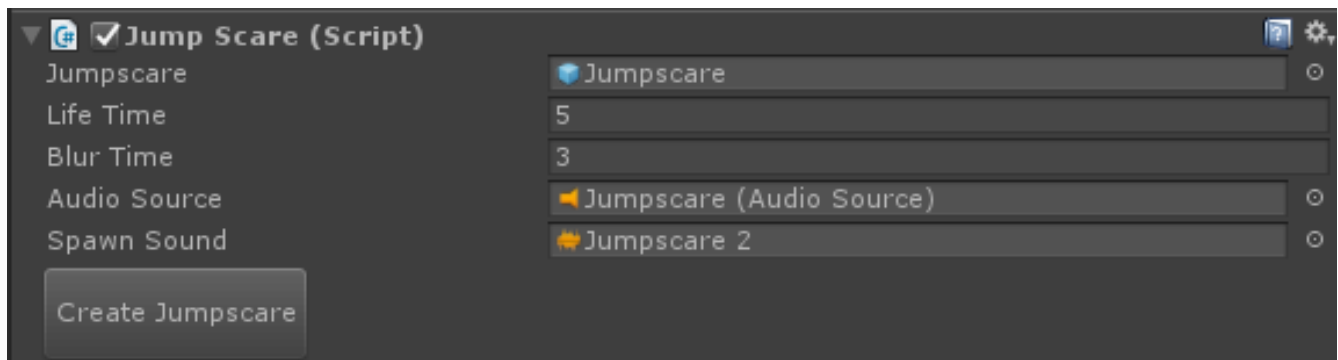 Jump Scare (Script)
Jumpscare Jumpscare
Life Time 5
Blur Time 3
Audio Source Jumpscare (Audio Source)
Spawn Sound Jumpscare 2
Create Jumpscare